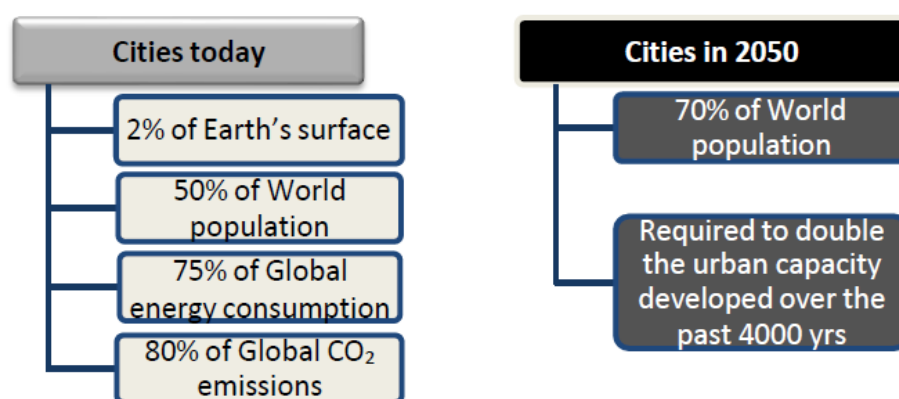 Cities today
2% of Earth's surface
50% of World
population
75% of Global
energy consumption
80% of Global CO₂
emissions
Cities in 2050
70% of World
population
Required to double
the urban capacity
developed over the
past 4000 yrs